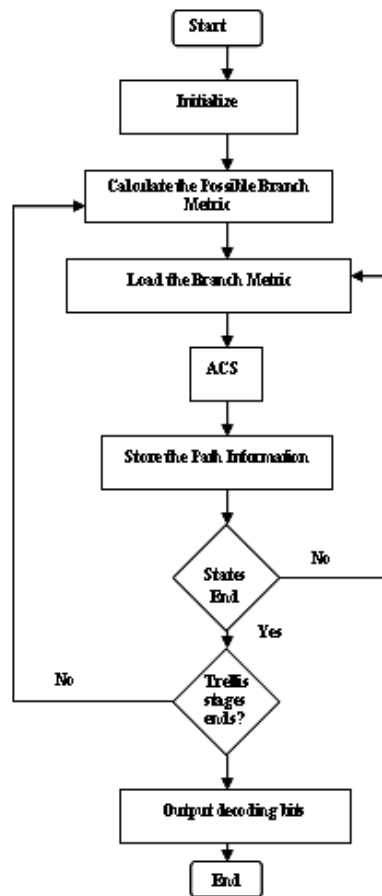 Start
Initialize
Calculate the Possible Branch
Metric
Load the Branch Metric
ACS
Store the Path Information
States
End
No
Yes
No
Trellis
stages
ends?
Output decoding bits
End